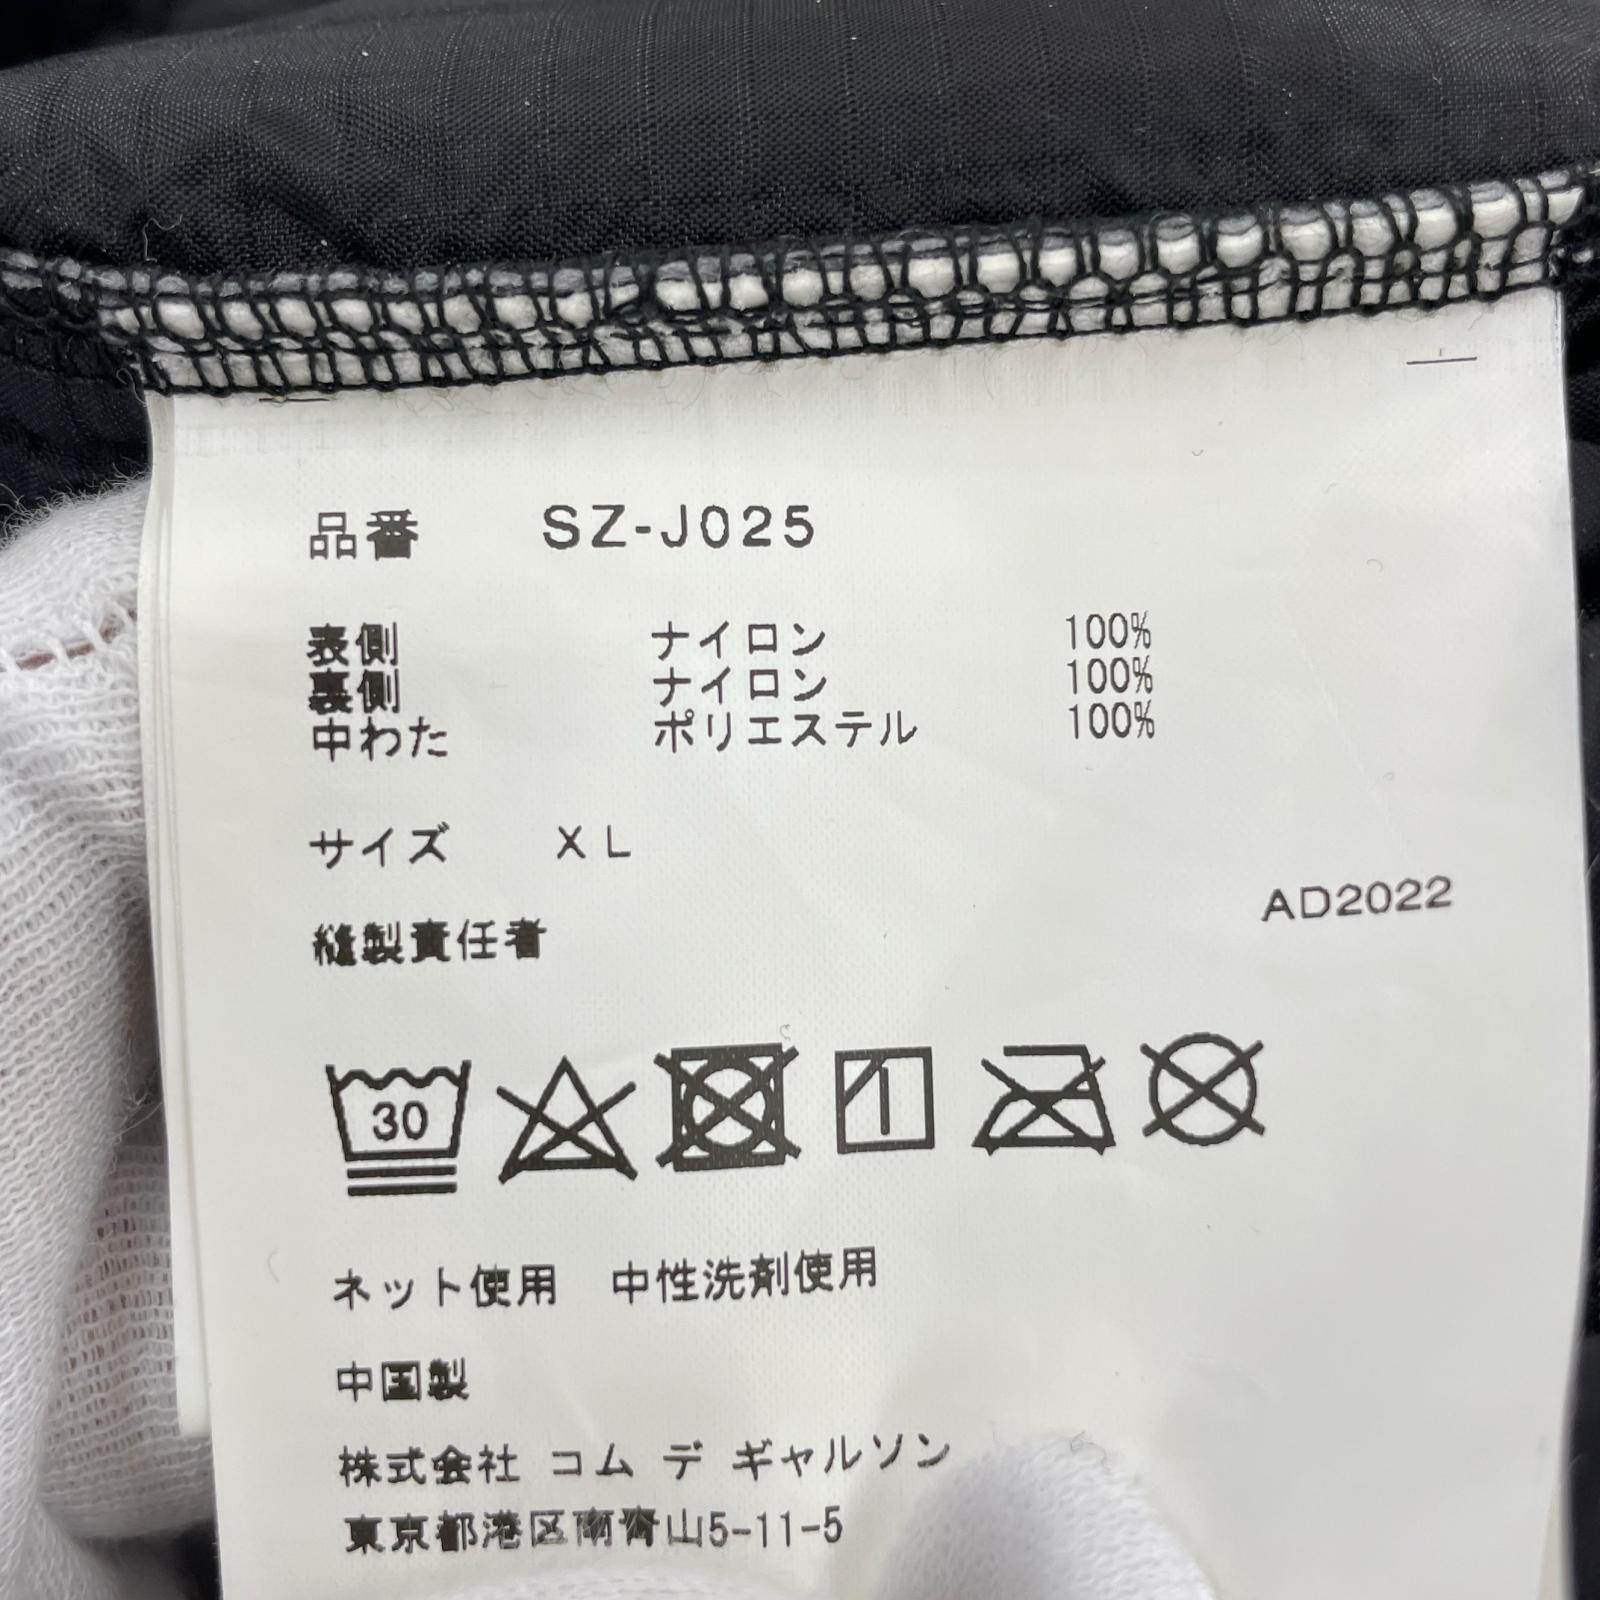 品番 SZ-J025
表側 ナイロン 100%
裏側 ナイロン 100%
中わた ポリエステル 100%
サイズ XL
AD2022
縫製責任者
30
ネット使用 中性洗剤使用
中国製
株式会社 コム デ ギャルソン
東京都港区南青山5-11-5